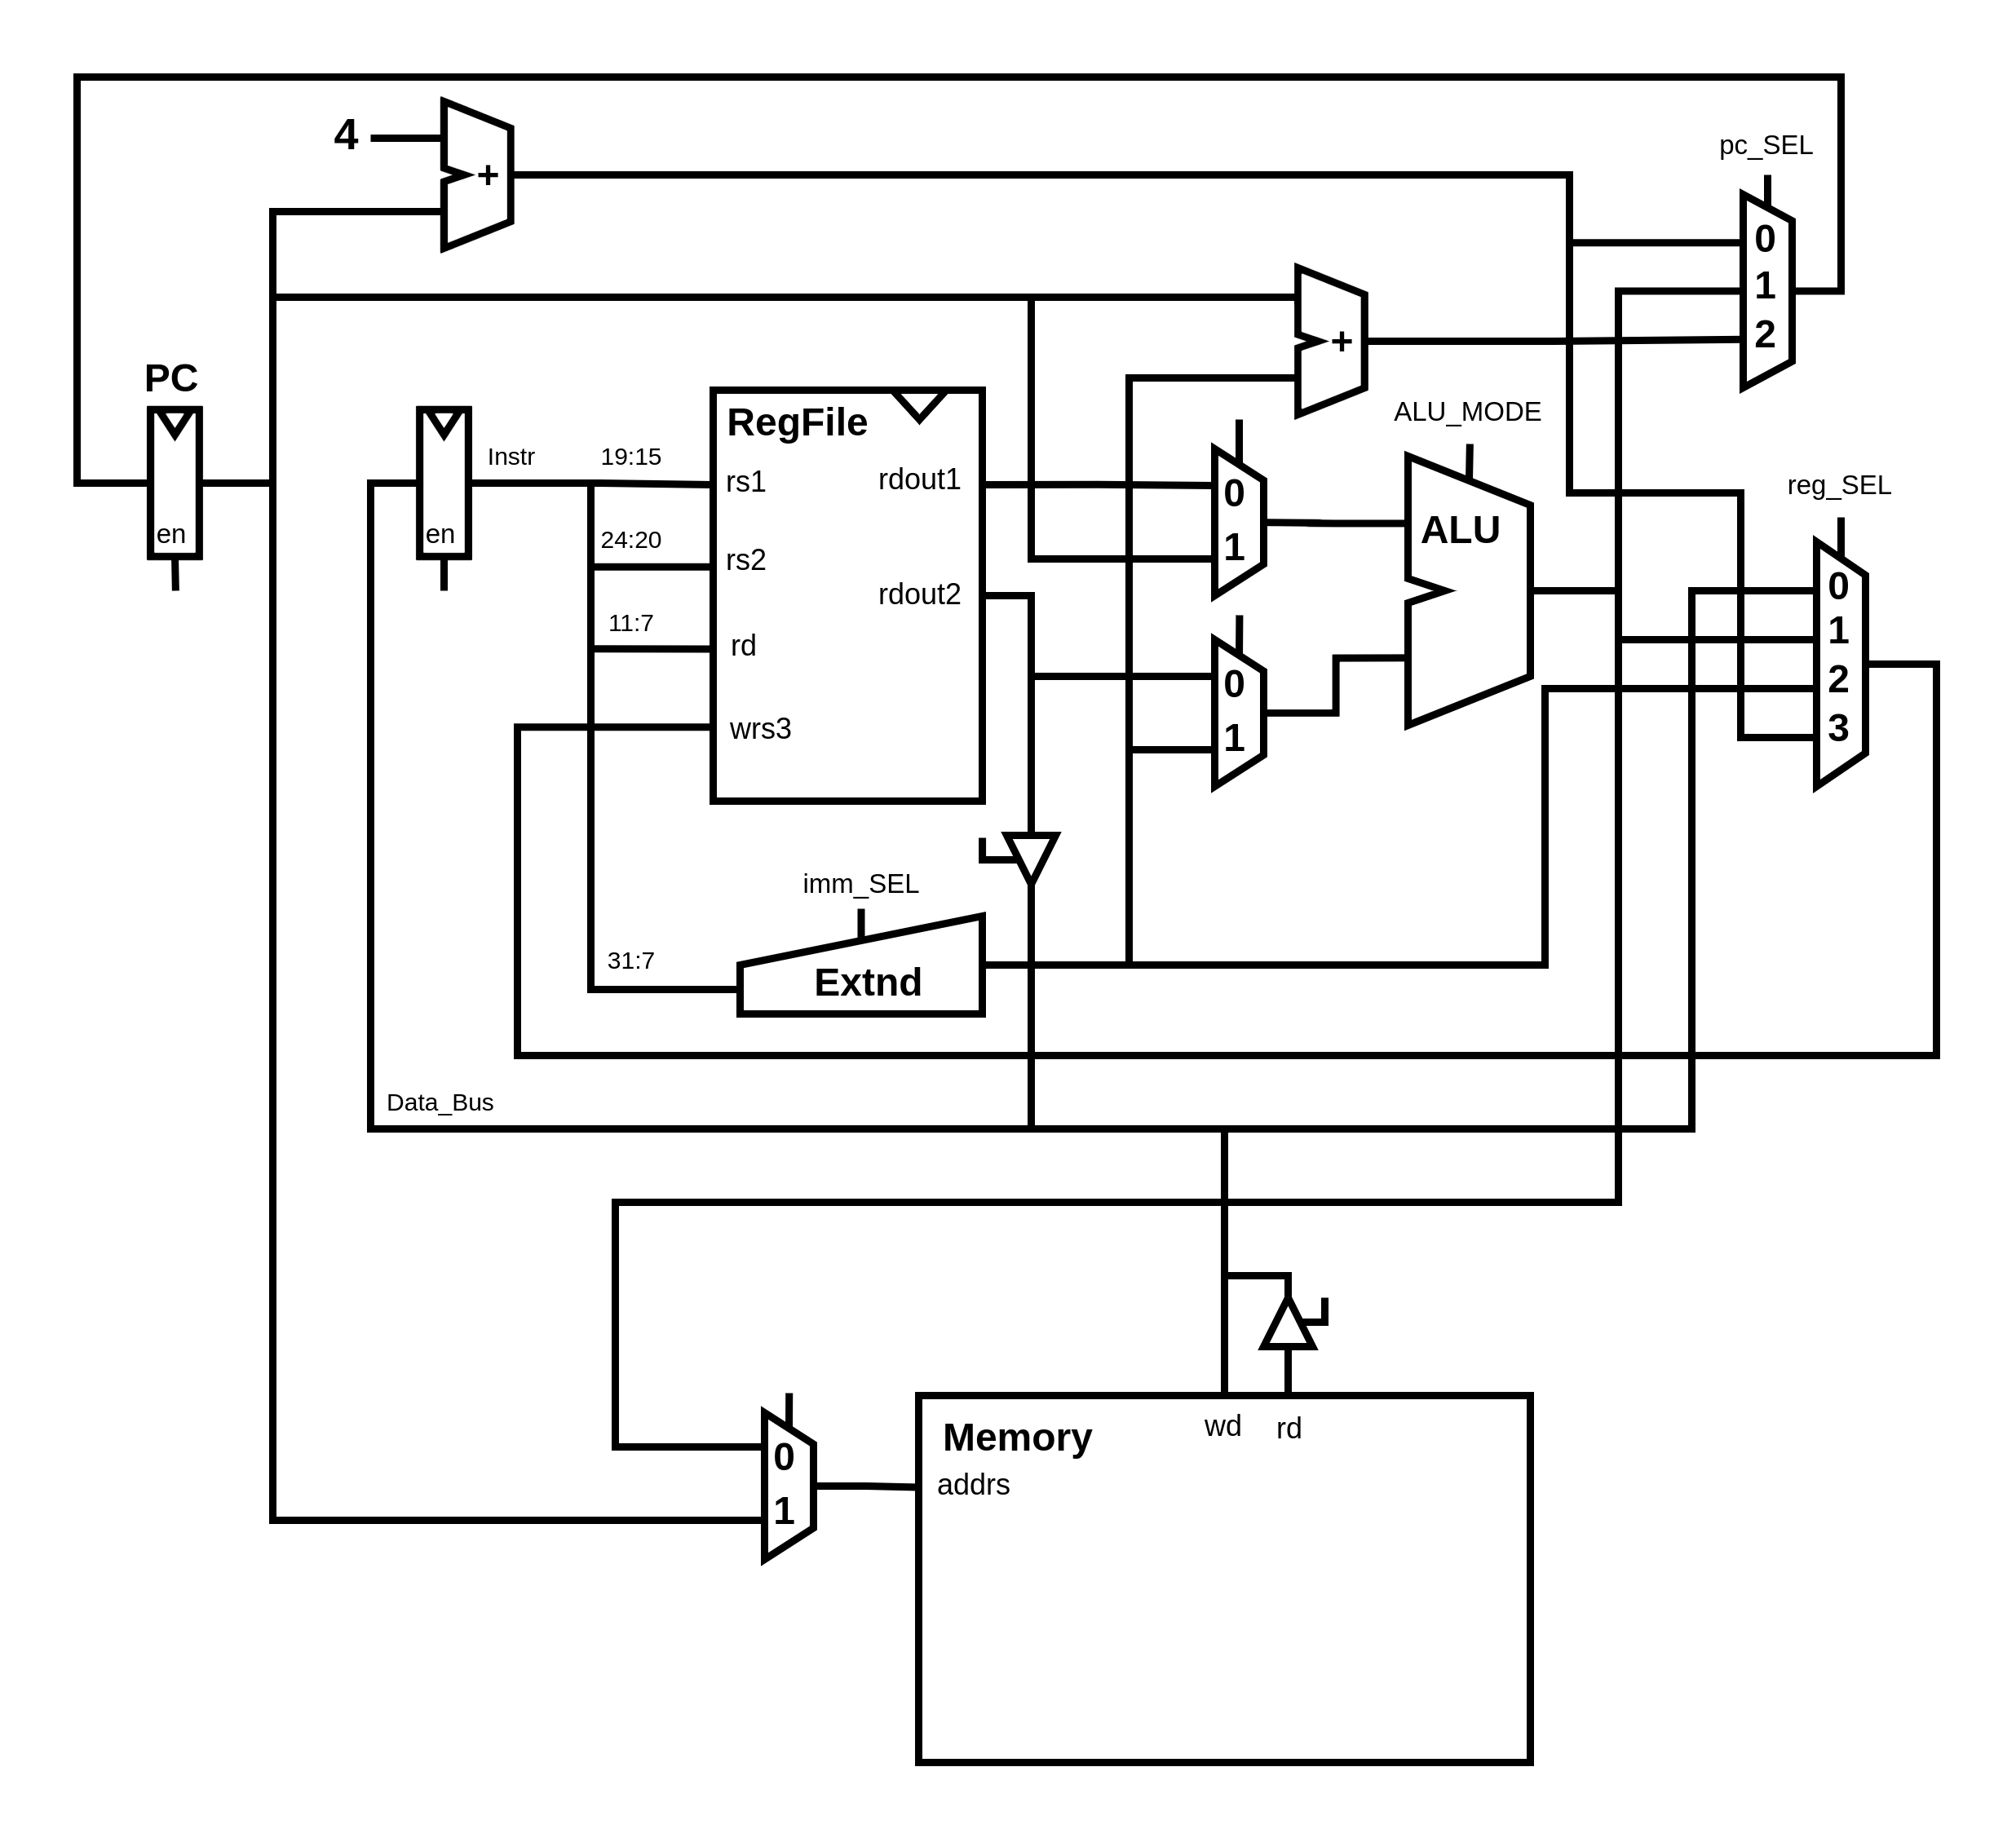 4
+
pc_SEL
0
1
2
+
PC
en
en
Instr
19:15
24:20
11:7
31:7
RegFile
rs1
rs2
rd
wrs3
rdout1
rdout2
0
1
0
1
ALU_MODE
ALU
reg_SEL
0
1
2
3
imm_SEL
Extnd
Data_Bus
0
1
Memory
addrs
wd
rd